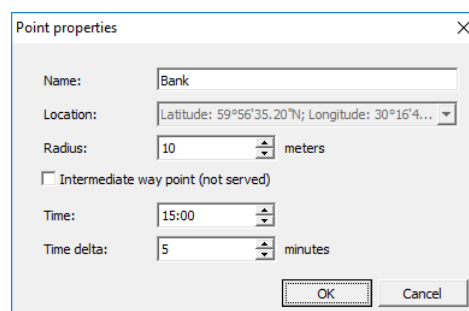 Point properties
Name: Bank
Location: Latitude: 59°56'35.20"N; Longitude: 30°16'4...
Radius: 10 meters
Intermediate way point (not served)
Time: 15:00
Time delta: 5 minutes
OK Cancel